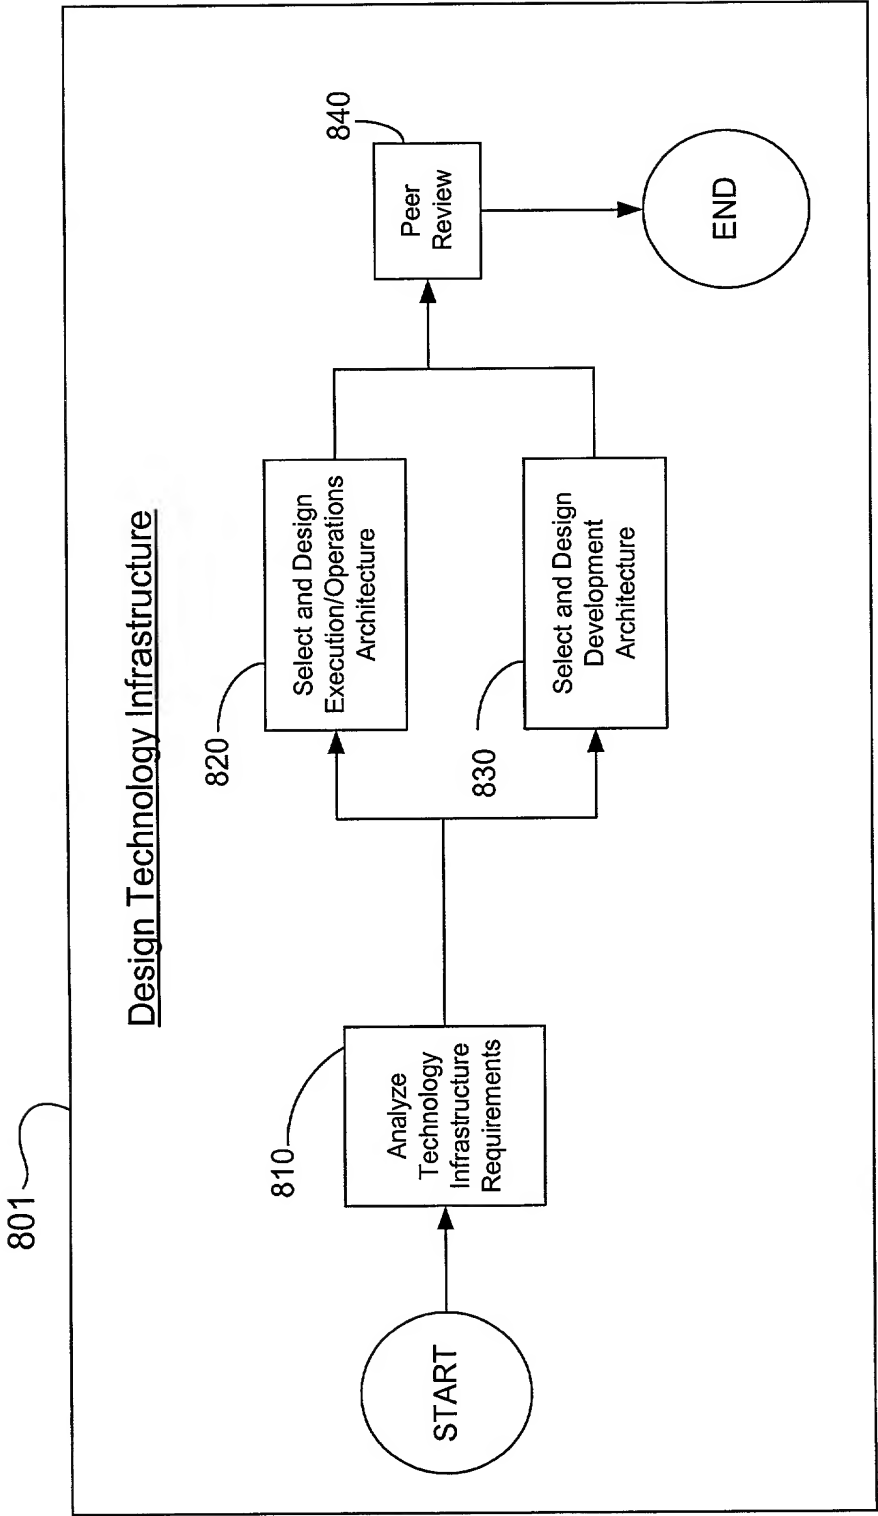 801
Design Technology Infrastructure
START
810
Analyze
Technology
Infrastructure
Requirements
820
Select and Design
Execution/Operations
Architecture
830
Select and Design
Development
Architecture
840
Peer
Review
END